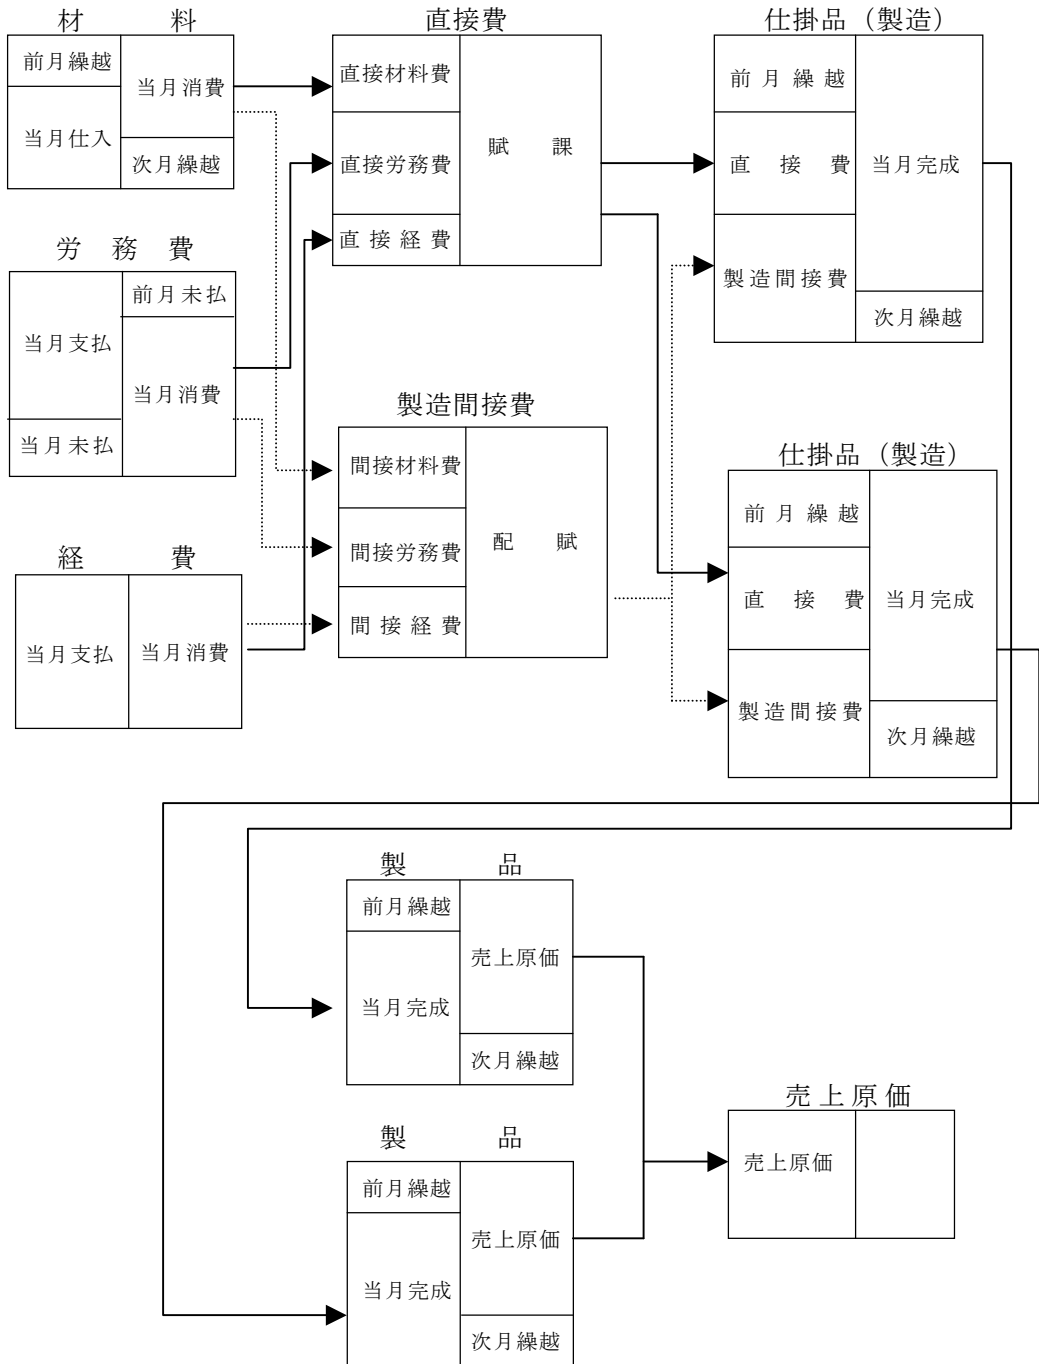 材　料
前月繰越
当月消費
当月仕入
次月繰越
労　務　費
前月未払
当月支払
当月消費
当月未払
経　費
当月支払
当月消費
直接費
直接材料費
直接労務費
直接経費
賦　課
製造間接費
間接材料費
間接労務費
間接経費
配　賦
仕掛品（製造）
前月繰越
直　接　費
当月完成
製造間接費
次月繰越
仕掛品（製造）
前月繰越
直　接　費
当月完成
製造間接費
次月繰越
製　品
前月繰越
売上原価
当月完成
次月繰越
製　品
前月繰越
売上原価
当月完成
次月繰越
売上原価
売上原価